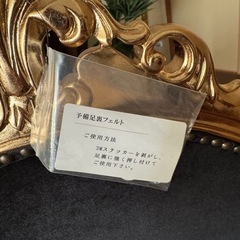 予備足裏フェルト
ご使用方法
3Mステッカーを剥がし、
足裏に強く押し付けて
ご使用下さい。